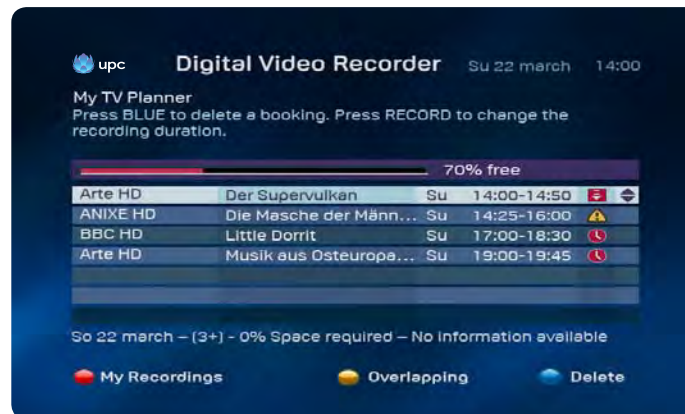 upc Digital Video Recorder Su 22 march 14:00
My TV Planner
Press BLUE to delete a booking. Press RECORD to change the
recording duration.
70% free
Arte HD Der Supervulkan Su 14:00-14:50
ANIXE HD Die Masche der Männ... Su 14:25-16:00
BBC HD Little Dorrit Su 17:00-18:30
Arte HD Musik aus Osteuropa... Su 19:00-19:45
So 22 march – (3+) - 0% Space required – No information available
My Recordings Overlapping Delete